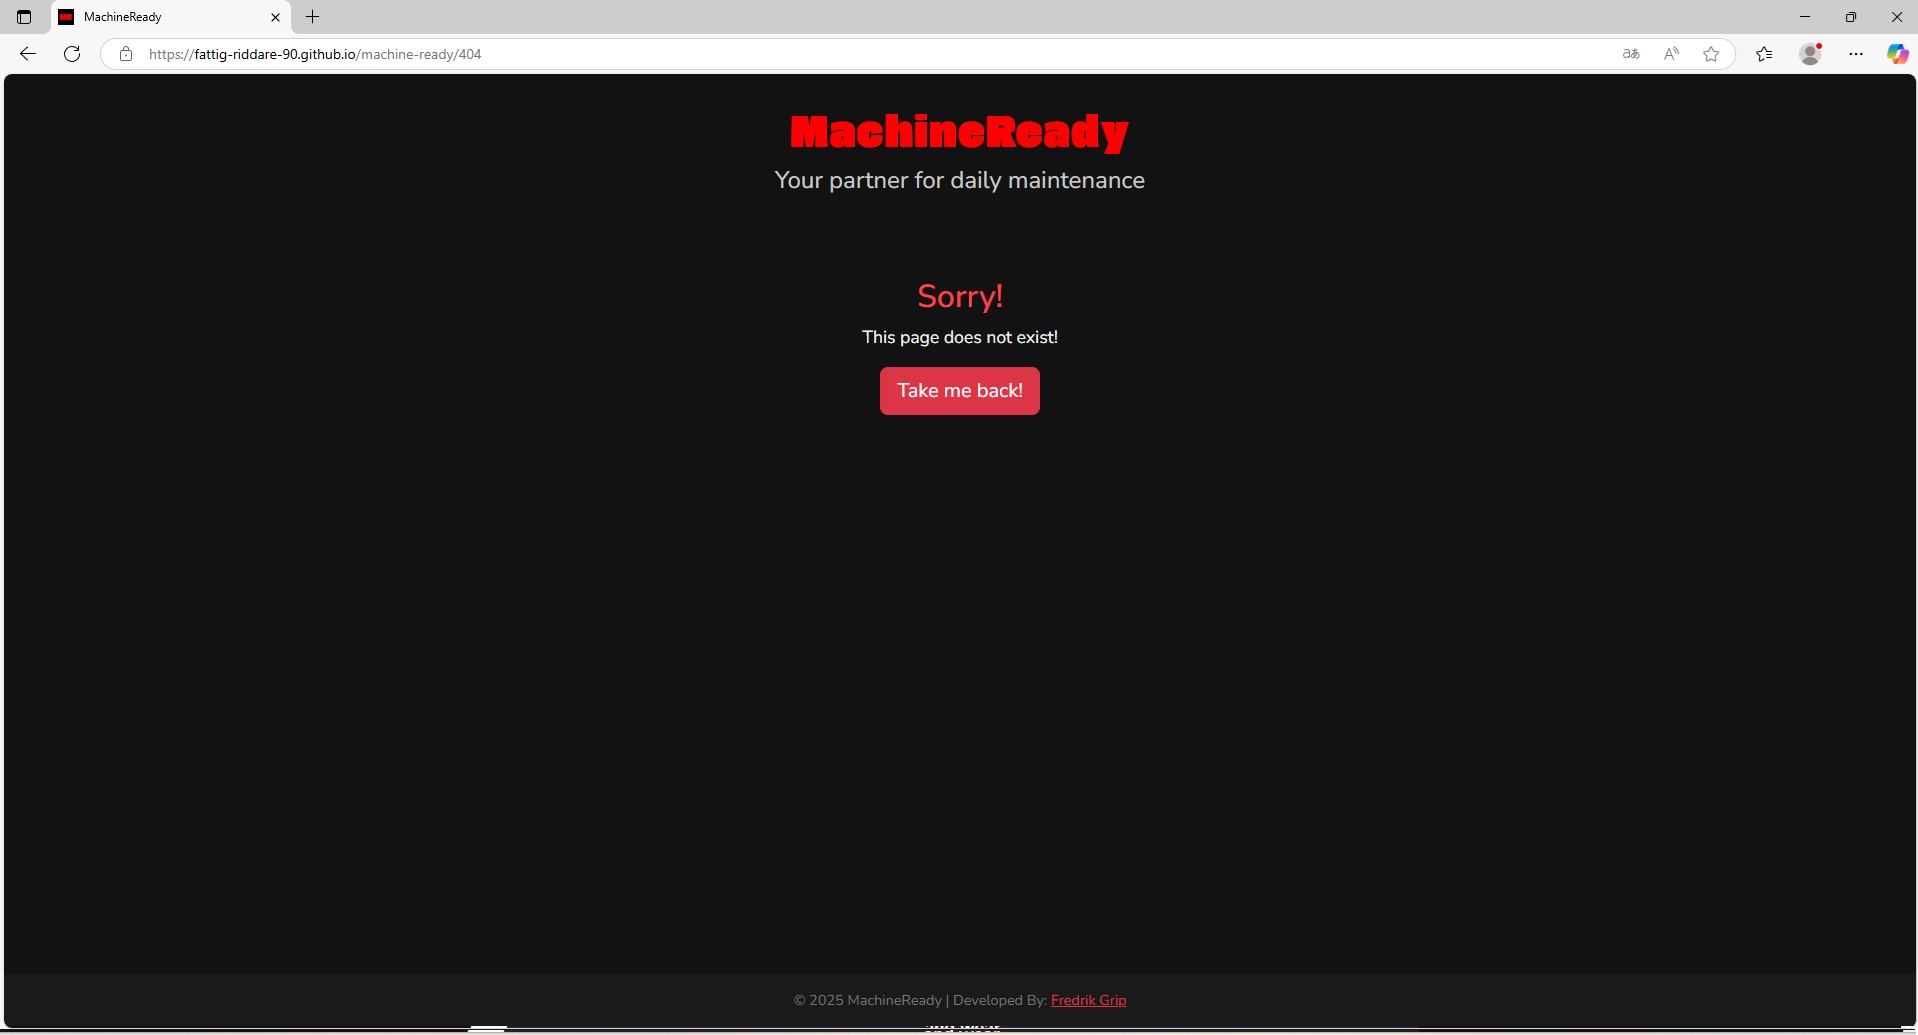 MachineReady
https://fattig-riddare-90.github.io/machine-ready/404
MachineReady
Your partner for daily maintenance
Sorry!
This page does not exist!
Take me back!
© 2025 MachineReady | Developed By: Fredrik Grip